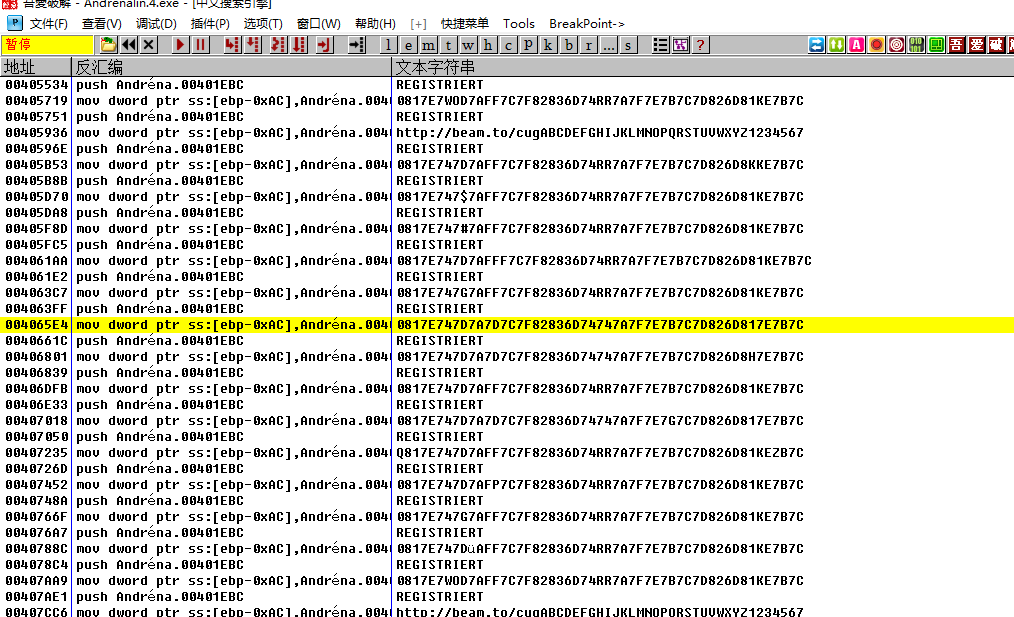 吾愛破解 - Andrenalin.4.exe - [中文搜索引擎]
文件(F) 查看(V) 调试(D) 插件(P) 选项(T) 窗口(W) 帮助(H) [+] 快捷菜单 Tools BreakPoint->
暂停 l e m t w h c p k b r ... s ?
地址 反汇编 文本字符串
00405534 push Andréna.00401EBC REGISTRIERT
00405719 mov dword ptr ss:[ebp-0xAC],Andréna.004 0817E7WOD7AFF7C7F82836D74RR7A7F7E7B7C7D826D81KE7B7C
00405751 push Andréna.00401EBC REGISTRIERT
00405936 mov dword ptr ss:[ebp-0xAC],Andréna.004 http://beam.to/cugABCDEFGHIJKLMNOPQRSTUVWXYZ1234567
0040596E push Andréna.00401EBC REGISTRIERT
00405B53 mov dword ptr ss:[ebp-0xAC],Andréna.004 0817E747D7AFF7C7F82836D74RR7A7F7E7B7C7D826D8KKE7B7C
00405B8B push Andréna.00401EBC REGISTRIERT
00405D70 mov dword ptr ss:[ebp-0xAC],Andréna.004 0817E747$7AFF7C7F82836D74RR7A7F7E7B7C7D826D81KE7B7C
00405DA8 push Andréna.00401EBC REGISTRIERT
00405F8D mov dword ptr ss:[ebp-0xAC],Andréna.004 0817E747#7AFF7C7F82836D74RR7A7F7E7B7C7D826D81KE7B7C
00405FC5 push Andréna.00401EBC REGISTRIERT
004061AA mov dword ptr ss:[ebp-0xAC],Andréna.004 0817E747D7AFFF7C7F82836D74RR7A7F7E7B7C7D826D81KE7B7C
004061E2 push Andréna.00401EBC REGISTRIERT
004063C7 mov dword ptr ss:[ebp-0xAC],Andréna.004 0817E747G7AFF7C7F82836D74RR7A7F7E7B7C7D826D81KE7B7C
004063FF push Andréna.00401EBC REGISTRIERT
004065E4 mov dword ptr ss:[ebp-0xAC],Andréna.004 0817E747D7A7D7C7F82836D74747A7F7E7B7C7D826D817E7B7C
0040661C push Andréna.00401EBC REGISTRIERT
00406801 mov dword ptr ss:[ebp-0xAC],Andréna.004 0817E747D7A7D7C7F82836D74747A7F7E7B7C7D826D8H7E7B7C
00406839 push Andréna.00401EBC REGISTRIERT
00406DFB mov dword ptr ss:[ebp-0xAC],Andréna.004 0817E747D7AFF7C7F82836D74RR7A7F7E7B7C7D826D81KE7B7C
00406E33 push Andréna.00401EBC REGISTRIERT
00407018 mov dword ptr ss:[ebp-0xAC],Andréna.004 0817E747D7A7D7C7F82836D74747A7F7E7G7C7D826D817E7B7C
00407050 push Andréna.00401EBC REGISTRIERT
00407235 mov dword ptr ss:[ebp-0xAC],Andréna.004 Q817E747D7AFF7C7F82836D74RR7A7F7E7B7C7D826D81KEZB7C
0040726D push Andréna.00401EBC REGISTRIERT
00407452 mov dword ptr ss:[ebp-0xAC],Andréna.004 0817E747D7AFP7C7F82836D74RR7A7F7E7B7C7D826D81KE7B7C
0040748A push Andréna.00401EBC REGISTRIERT
0040766F mov dword ptr ss:[ebp-0xAC],Andréna.004 0817E747G7AFF7C7F82836D74RR7A7F7E7B7C7D826D81KE7B7C
004076A7 push Andréna.00401EBC REGISTRIERT
0040788C mov dword ptr ss:[ebp-0xAC],Andréna.004 0817E747DüAFF7C7F82836D74RR7A7F7E7B7C7D826D81KE7B7C
004078C4 push Andréna.00401EBC REGISTRIERT
00407AA9 mov dword ptr ss:[ebp-0xAC],Andréna.004 0817E7WOD7AFF7C7F82836D74RR7A7F7E7B7C7D826D81KE7B7C
00407AE1 push Andréna.00401EBC REGISTRIERT
00407CC6 mov dword ptr ss:[ebp-0xAC],Andréna.004 http://beam.to/cugABCDEFGHIJKLMNOPQRSTUVWXYZ1234567